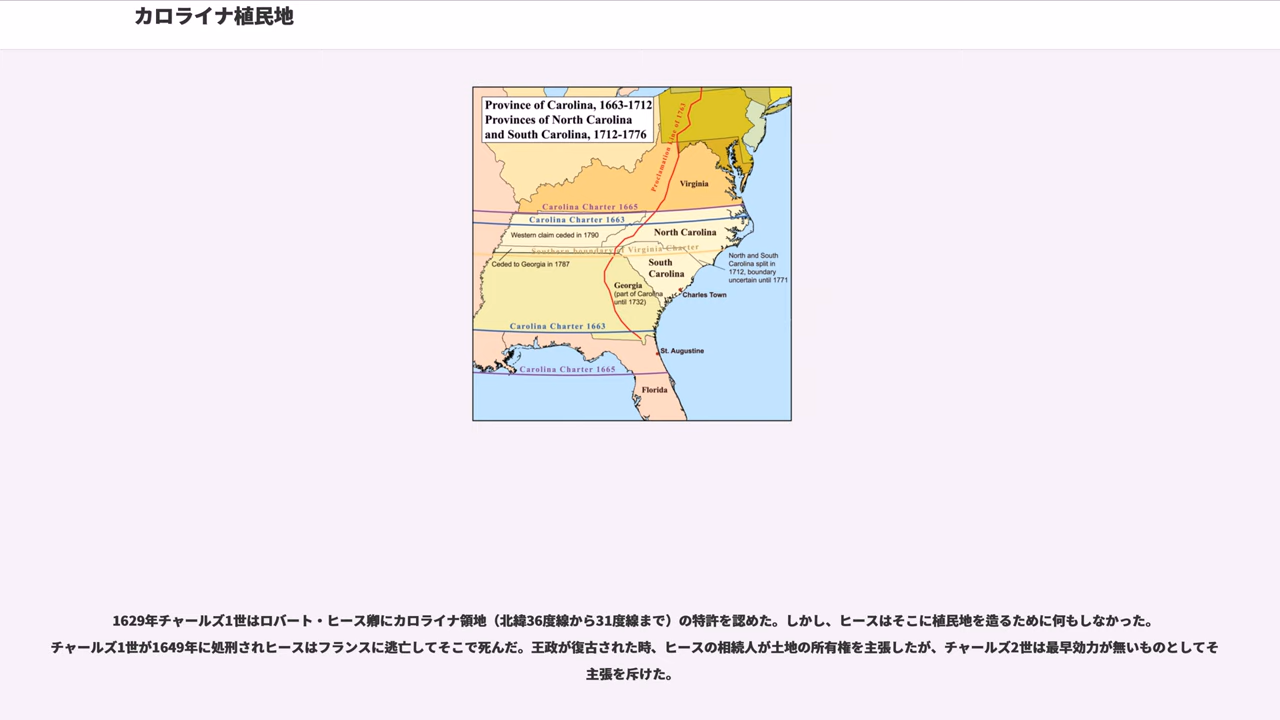 カロライナ植民地
Province of Carolina, 1663-1712
Provinces of North Carolina
and South Carolina, 1712-1776
Proclamation Line of 1763
Virginia
Carolina Charter 1665
Carolina Charter 1663
Western claim ceded in 1790
North Carolina
Southern boundary of Virginia Charter
Ceded to Georgia in 1787
South
Carolina
North and South
Carolina split in
1712, boundary
uncertain until 1771
Georgia
(part of Carolina
until 1732)
Charles Town
Carolina Charter 1663
St. Augustine
Carolina Charter 1665
Florida
1629年チャールズ1世はロバート・ヒース卿にカロライナ領地（北緯36度線から31度線まで）の特許を認めた。しかし、ヒースはそこに植民地を造るために何もしなかった。
チャールズ1世が1649年に処刑されヒースはフランスに逃亡してそこで死んだ。王政が復古された時、ヒースの相続人が土地の所有権を主張したが、チャールズ2世は最早効力が無いものとしてそ
主張を斥けた。